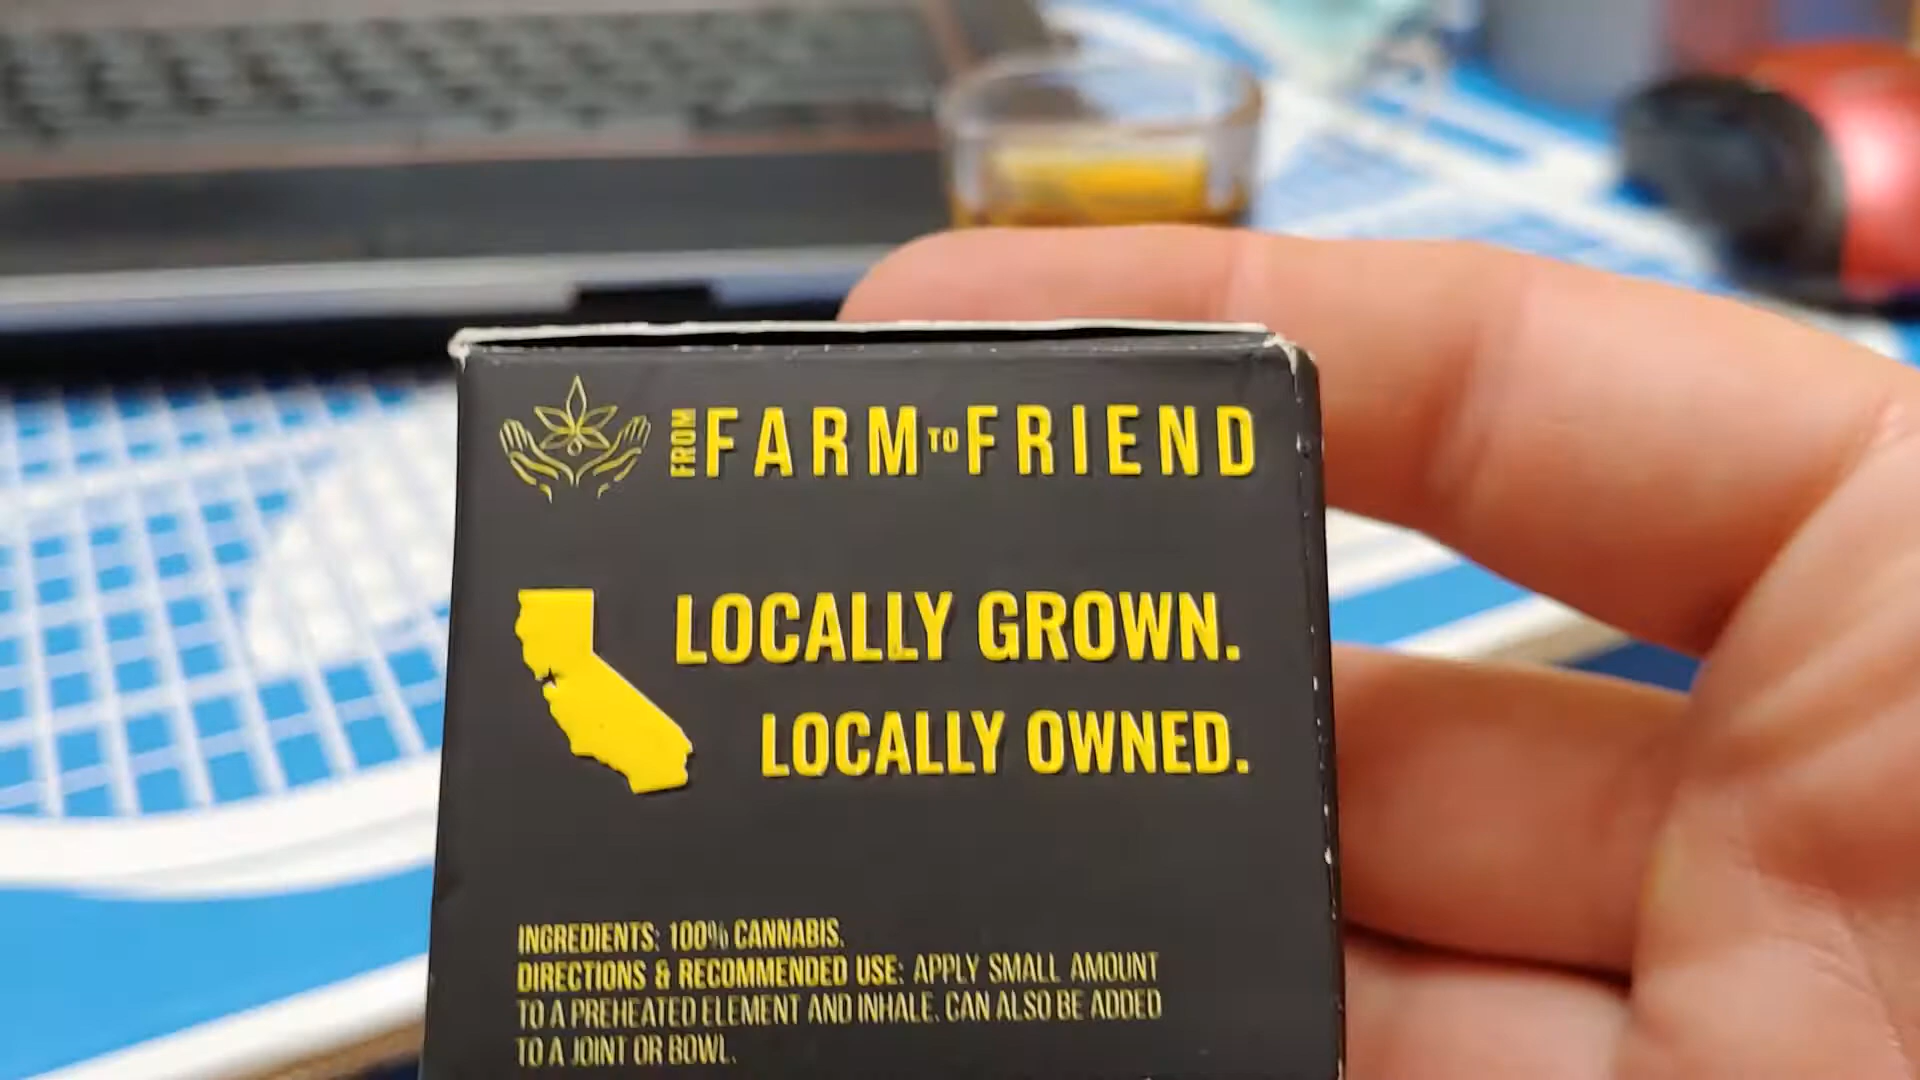 FROM FARM TO FRIEND
LOCALLY GROWN.
LOCALLY OWNED.
INGREDIENTS: 100% CANNABIS.
DIRECTIONS & RECOMMENDED USE: APPLY SMALL AMOUNT
TO A PREHEATED ELEMENT AND INHALE. CAN ALSO BE ADDED
TO A JOINT OR BOWL.